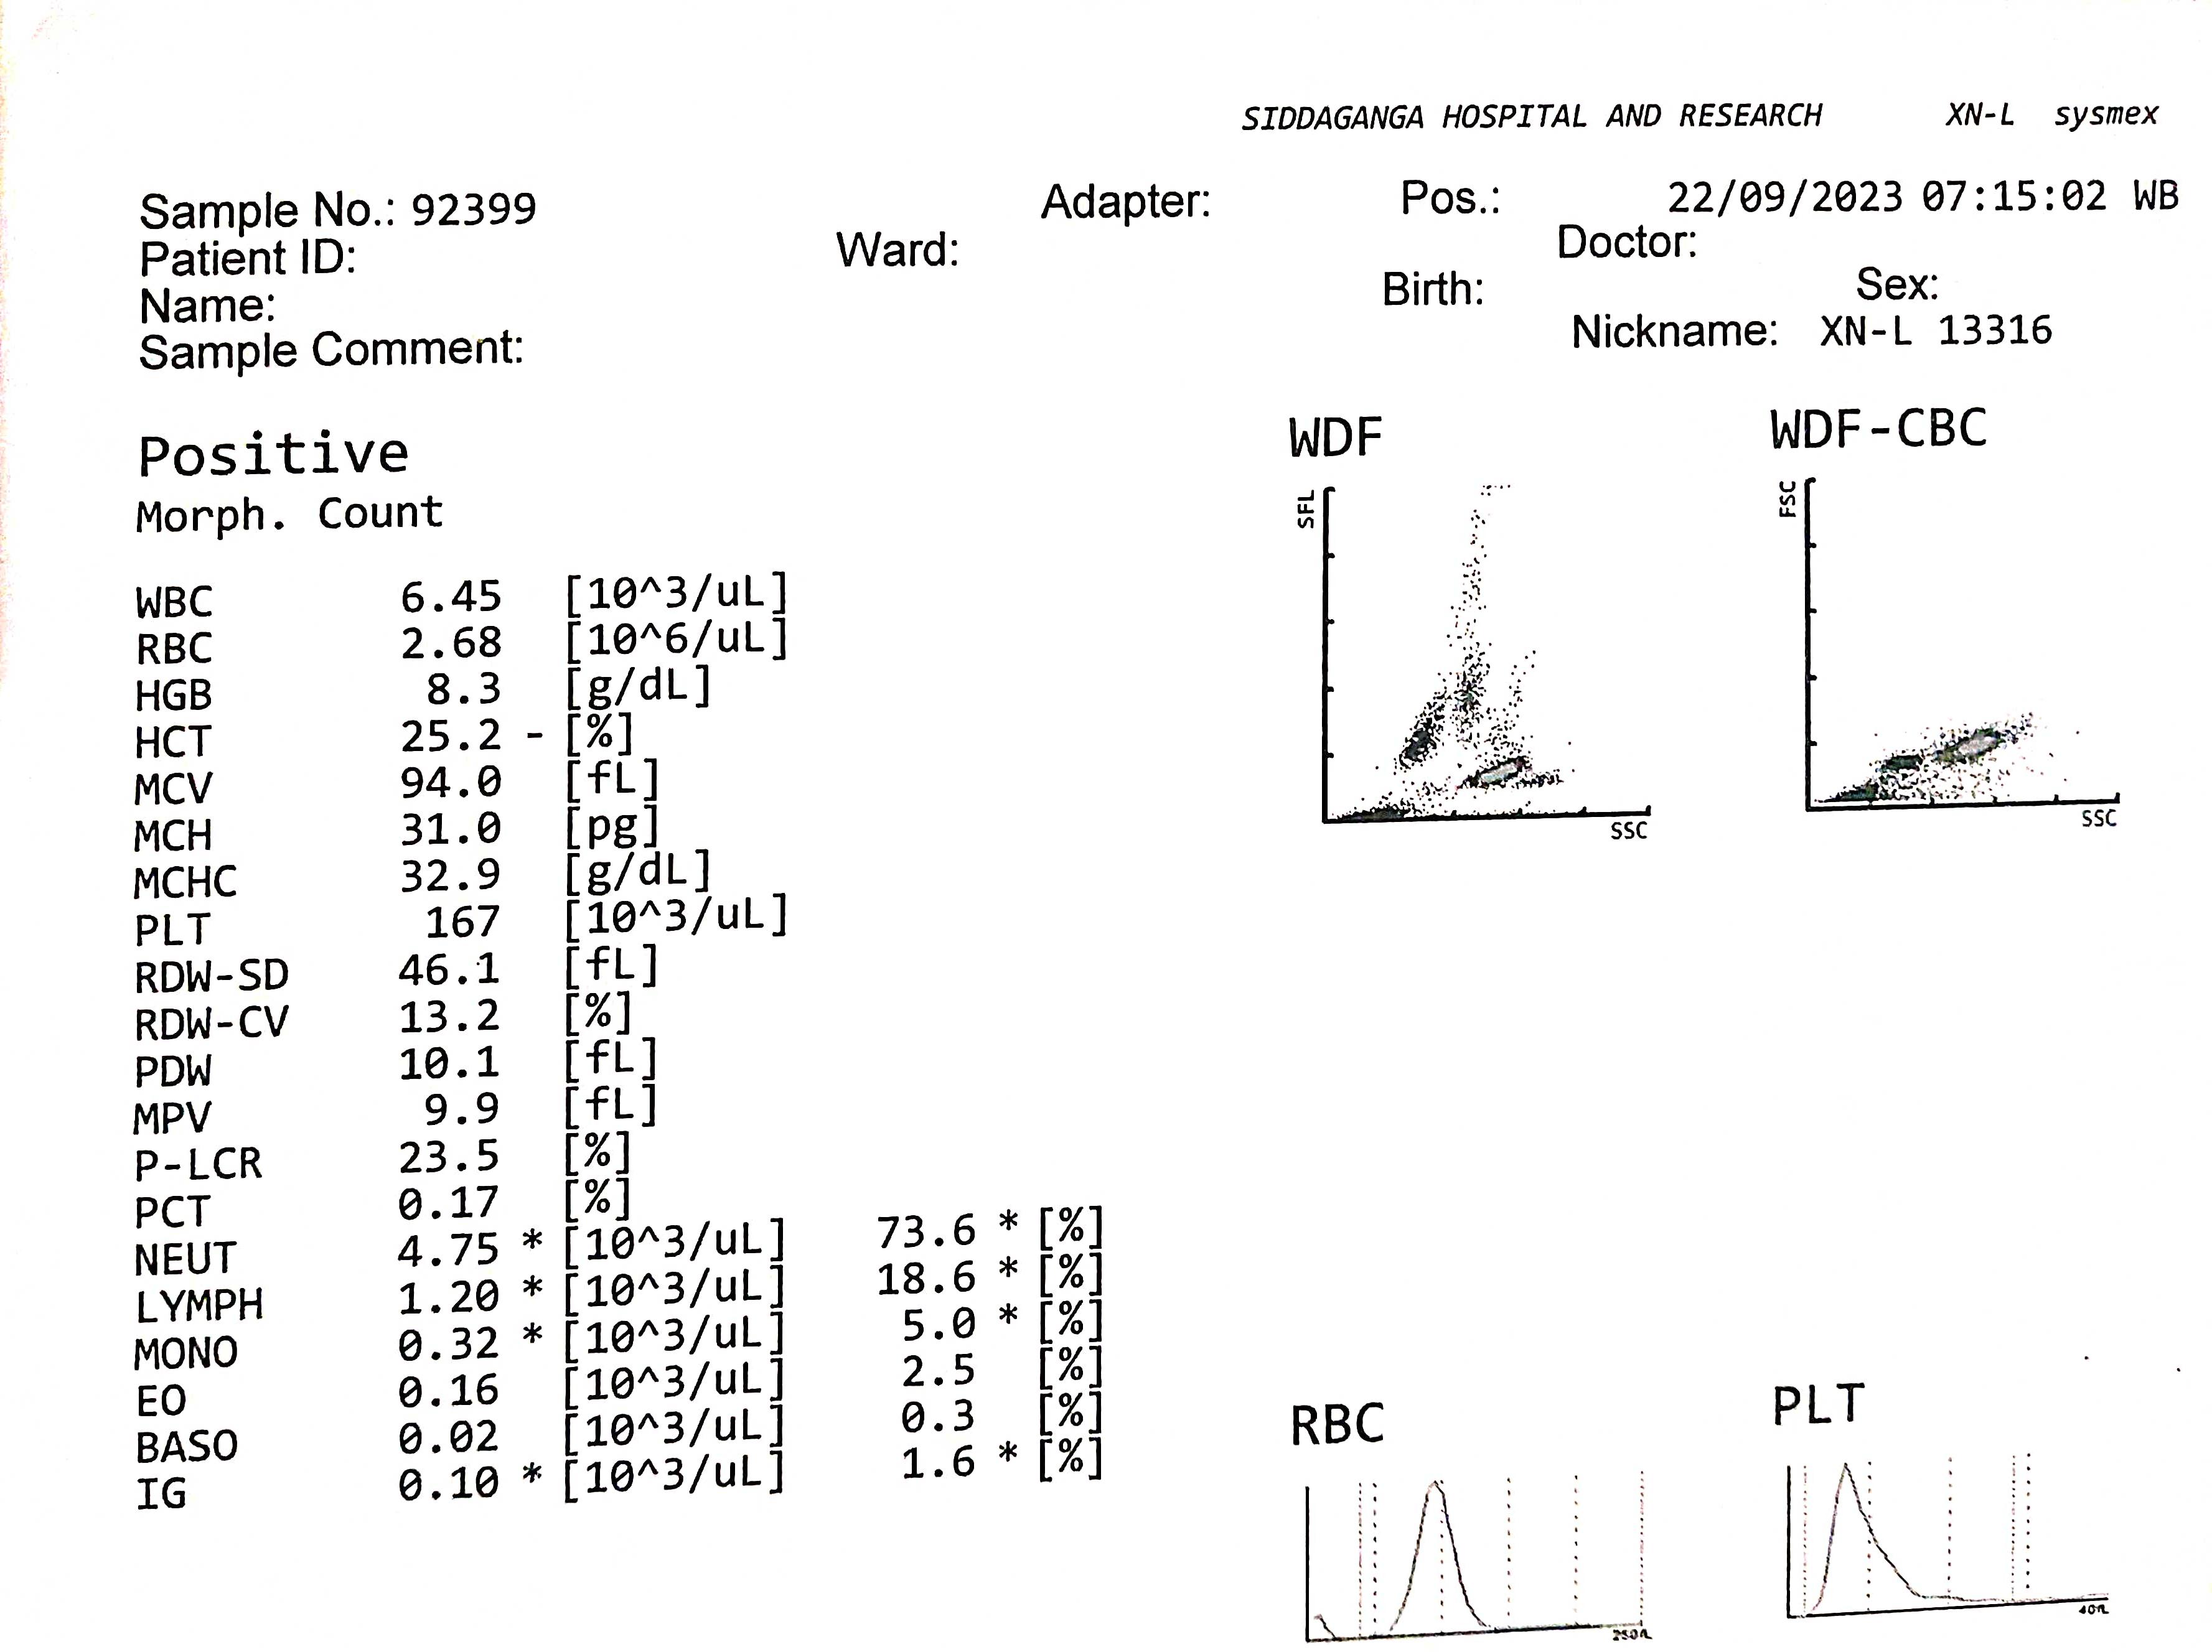 SIDDAGANGA HOSPITAL AND RESEARCH XN-L sysmex
Sample No.: 92399 Adapter: Pos.: 22/09/2023 07:15:02 WB
Patient ID: Ward: Doctor:
Name: Birth: Sex:
Sample Comment: Nickname: XN-L 13316
Positive
Morph. Count
WBC 6.45 [10^3/uL]
RBC 2.68 [10^6/uL]
HGB 8.3 [g/dL]
HCT 25.2 - [%]
MCV 94.0 [fL]
MCH 31.0 [pg]
MCHC 32.9 [g/dL]
PLT 167 [10^3/uL]
RDW-SD 46.1 [fL]
RDW-CV 13.2 [%]
PDW 10.1 [fL]
MPV 9.9 [fL]
P-LCR 23.5 [%]
PCT 0.17 [%]
NEUT 4.75 * [10^3/uL] 73.6 * [%]
LYMPH 1.20 * [10^3/uL] 18.6 * [%]
MONO 0.32 * [10^3/uL] 5.0 * [%]
EO 0.16 [10^3/uL] 2.5 [%]
BASO 0.02 [10^3/uL] 0.3 [%]
IG 0.10 * [10^3/uL] 1.6 * [%]
WDF
SFL
SSC
WDF-CBC
FSC
SSC
RBC
250fL
PLT
40fL